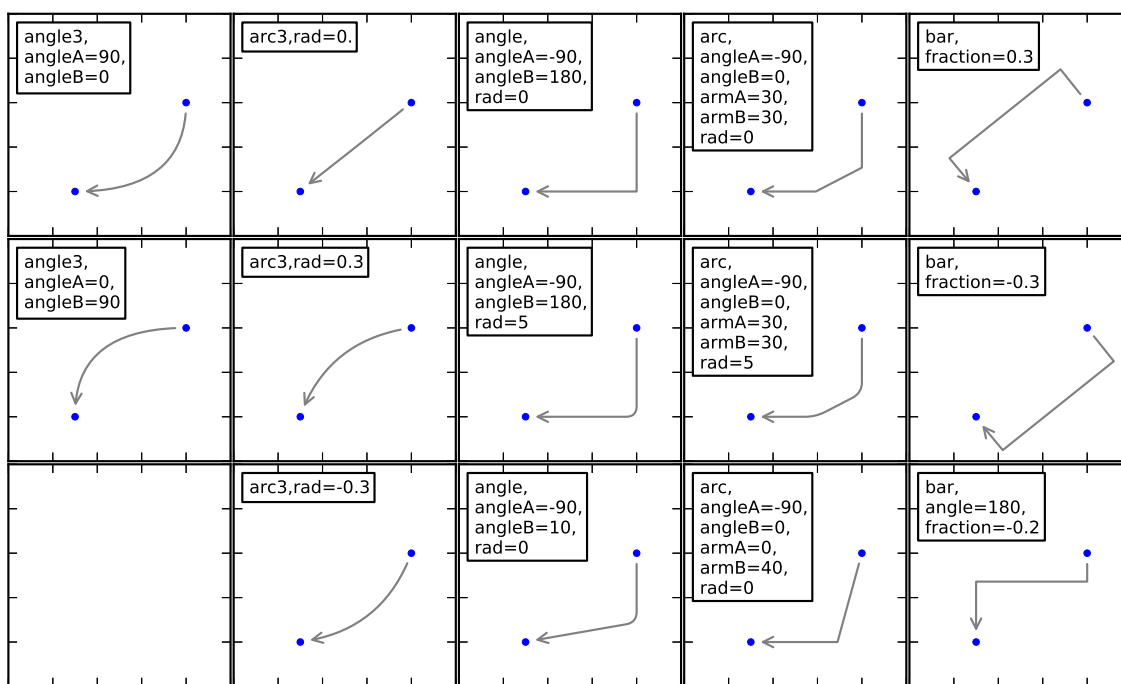 angle3,
angleA=90,
angleB=0
arc3,rad=0.
angle,
angleA=-90,
angleB=180,
rad=0
arc,
angleA=-90,
angleB=0,
armA=30,
armB=30,
rad=0
bar,
fraction=0.3
angle3,
angleA=0,
angleB=90
arc3,rad=0.3
angle,
angleA=-90,
angleB=180,
rad=5
arc,
angleA=-90,
angleB=0,
armA=30,
armB=30,
rad=5
bar,
fraction=-0.3
arc3,rad=-0.3
angle,
angleA=-90,
angleB=10,
rad=0
arc,
angleA=-90,
angleB=0,
armA=0,
armB=40,
rad=0
bar,
angle=180,
fraction=-0.2